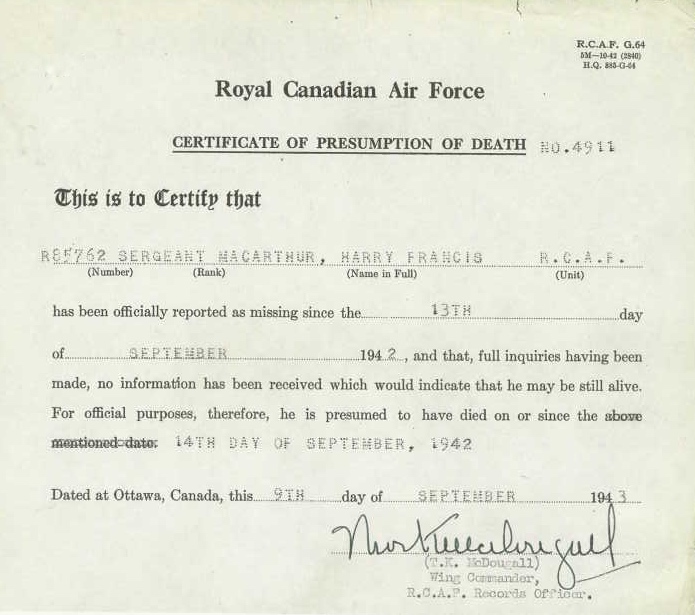 R.C.A.F. G.64
5M—10-42 (2840)
H.Q. 885-G-64
Royal Canadian Air Force
CERTIFICATE OF PRESUMPTION OF DEATH NO.4911
This is to Certify that
R85762 SERGEANT MACARTHUR, HARRY FRANCIS R.C.A.F.
(Number) (Rank) (Name in Full) (Unit)
has been officially reported as missing since the 13TH day
of SEPTEMBER 1942, and that, full inquiries having been
made, no information has been received which would indicate that he may be still alive.
For official purposes, therefore, he is presumed to have died on or since the above
mentioned date: 14TH DAY OF SEPTEMBER, 1942
Dated at Ottawa, Canada, this 9TH day of SEPTEMBER 1943
(T.K. McDougall)
Wing Commander,
R.C.A.F. Records Officer.